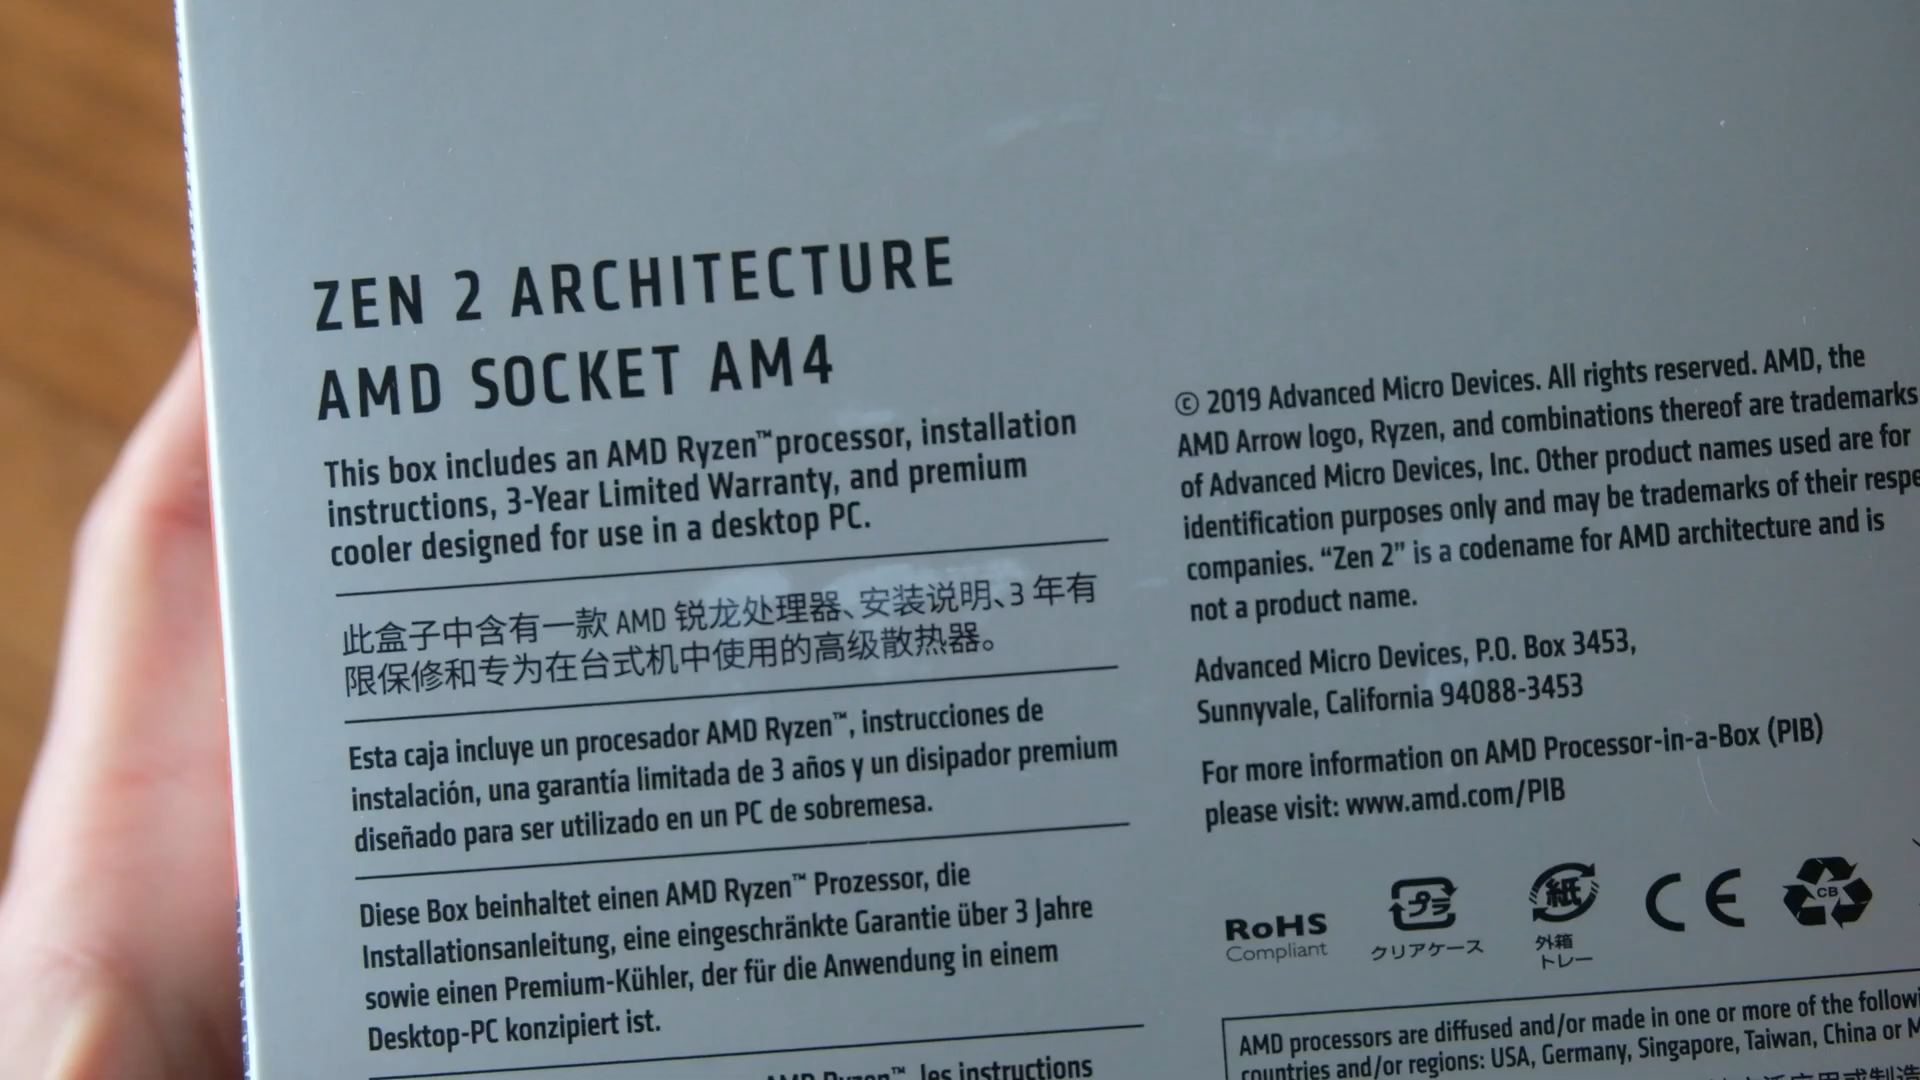 ZEN 2 ARCHITECTURE
AMD SOCKET AM4
This box includes an AMD Ryzen™ processor, installation
instructions, 3-Year Limited Warranty, and premium
cooler designed for use in a desktop PC.
此盒子中含有一款 AMD 锐龙处理器、安装说明、3 年有
限保修和专为在台式机中使用的高级散热器。
Esta caja incluye un procesador AMD Ryzen™, instrucciones de
instalación, una garantía limitada de 3 años y un disipador premium
diseñado para ser utilizado en un PC de sobremesa.
Diese Box beinhaltet einen AMD Ryzen™ Prozessor, die
Installationsanleitung, eine eingeschränkte Garantie über 3 Jahre
sowie einen Premium-Kühler, der für die Anwendung in einem
Desktop-PC konzipiert ist.
AMD Ryzen™, les instructions
© 2019 Advanced Micro Devices. All rights reserved. AMD, the
AMD Arrow logo, Ryzen, and combinations thereof are trademarks
of Advanced Micro Devices, Inc. Other product names used are for
identification purposes only and may be trademarks of their
companies. “Zen 2” is a codename for AMD architecture and is
not a product name.
Advanced Micro Devices, P.O. Box 3453,
Sunnyvale, California 94088-3453
For more information on AMD Processor-in-a-Box (PIB)
please visit: www.amd.com/PIB
RoHS
Compliant
プラ
クリアケース
紙
外箱
トレー
CE
CB
AMD processors are diffused and/or made in one or more of the
countries and/or regions: USA, Germany, Singapore, Taiwan, China or